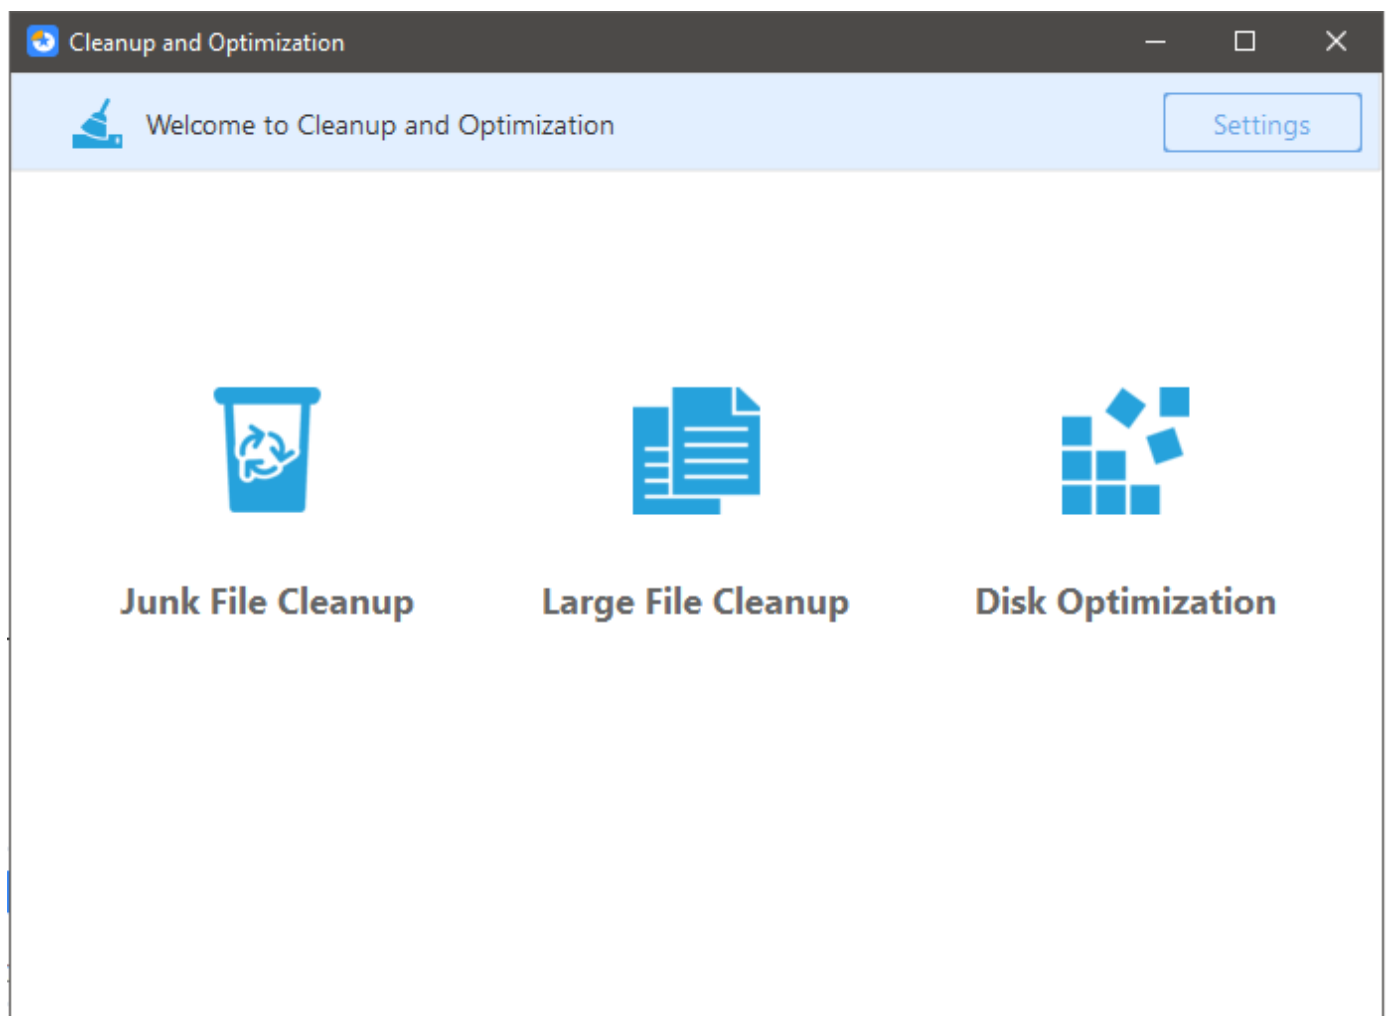 Cleanup and Optimization
Welcome to Cleanup and Optimization
Settings
Junk File Cleanup
Large File Cleanup
Disk Optimization